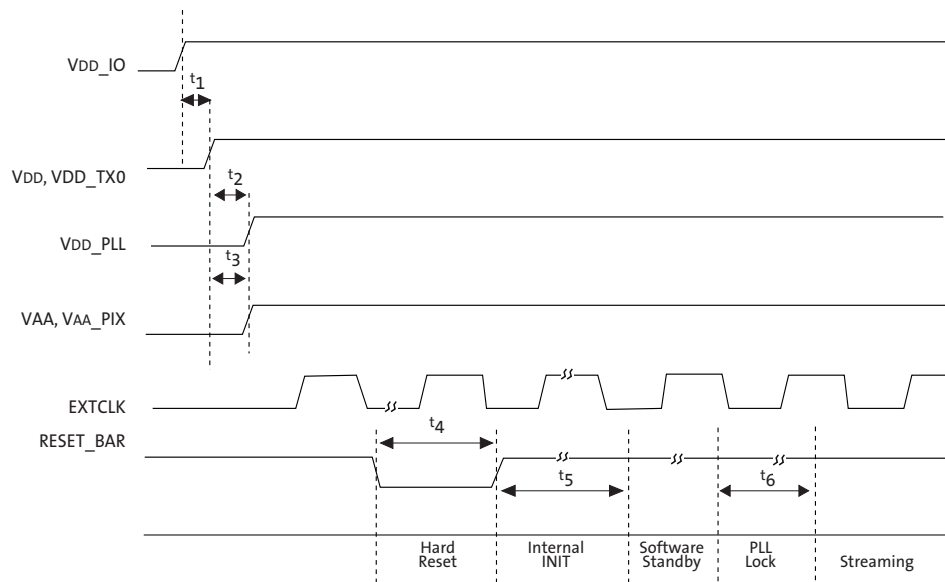 VDD_IO
t1
VDD, VDD_TX0
t2
VDD_PLL
t3
VAA, VAA_PIX
EXTCLK
RESET_BAR
t4
t5
t6
Hard
Reset
Internal
INIT
Software
Standby
PLL
Lock
Streaming